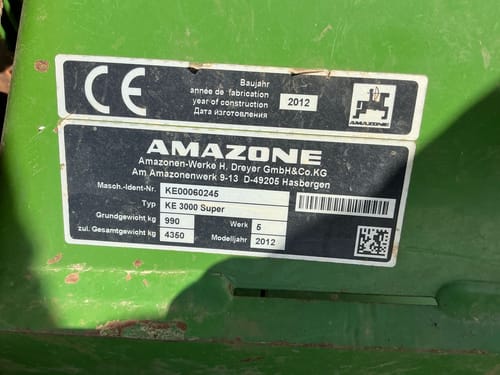 CE
Baujahr
année de fabrication
year of construction
Дата изготовления
2012
AMAZONE
AMAZONE
Amazonen-Werke H. Dreyer GmbH&Co.KG
Am Amazonenwerk 9-13 D-49205 Hasbergen
Masch.-Ident-Nr. KE00060245
Typ KE 3000 Super
Grundgewicht kg 990 Werk 5
zul. Gesamtgewicht kg 4350 Modelljahr 2012